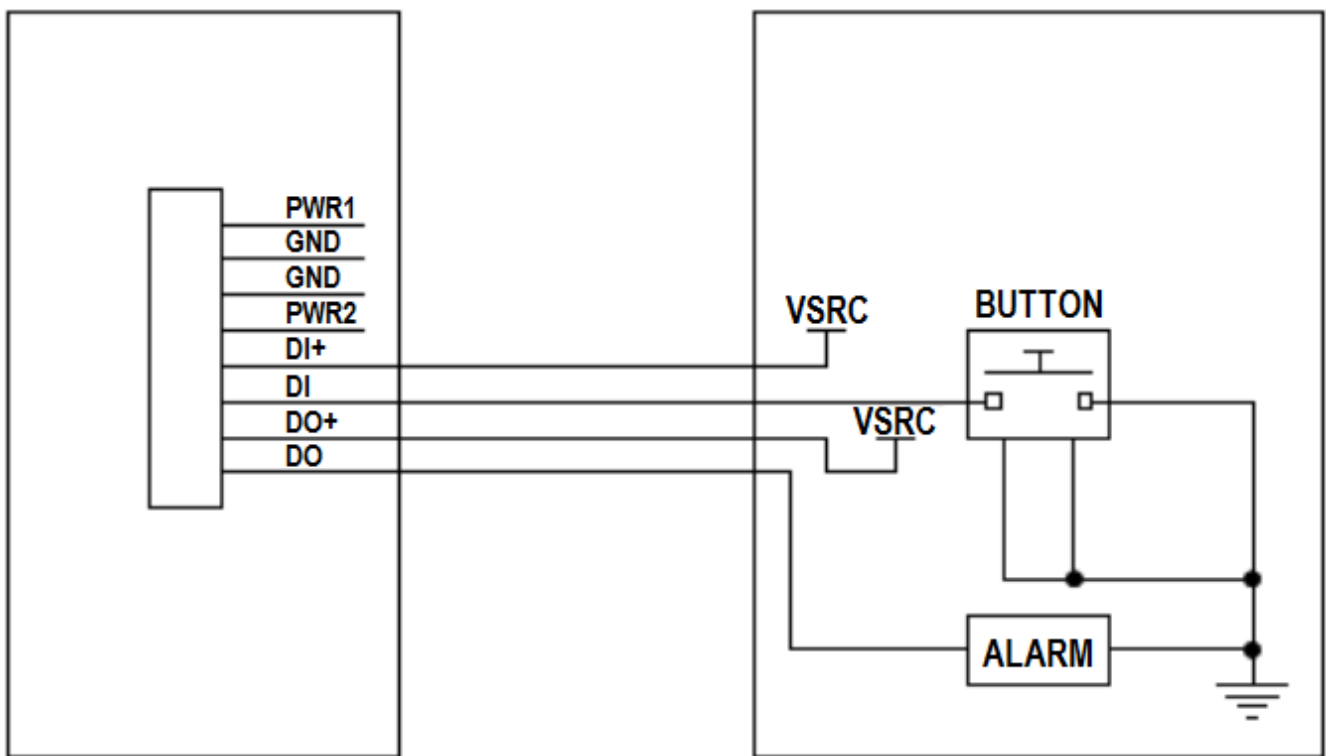 PWR1
GND
GND
PWR2
DI+
DI
DO+
DO
VSRC
BUTTON
VSRC
ALARM